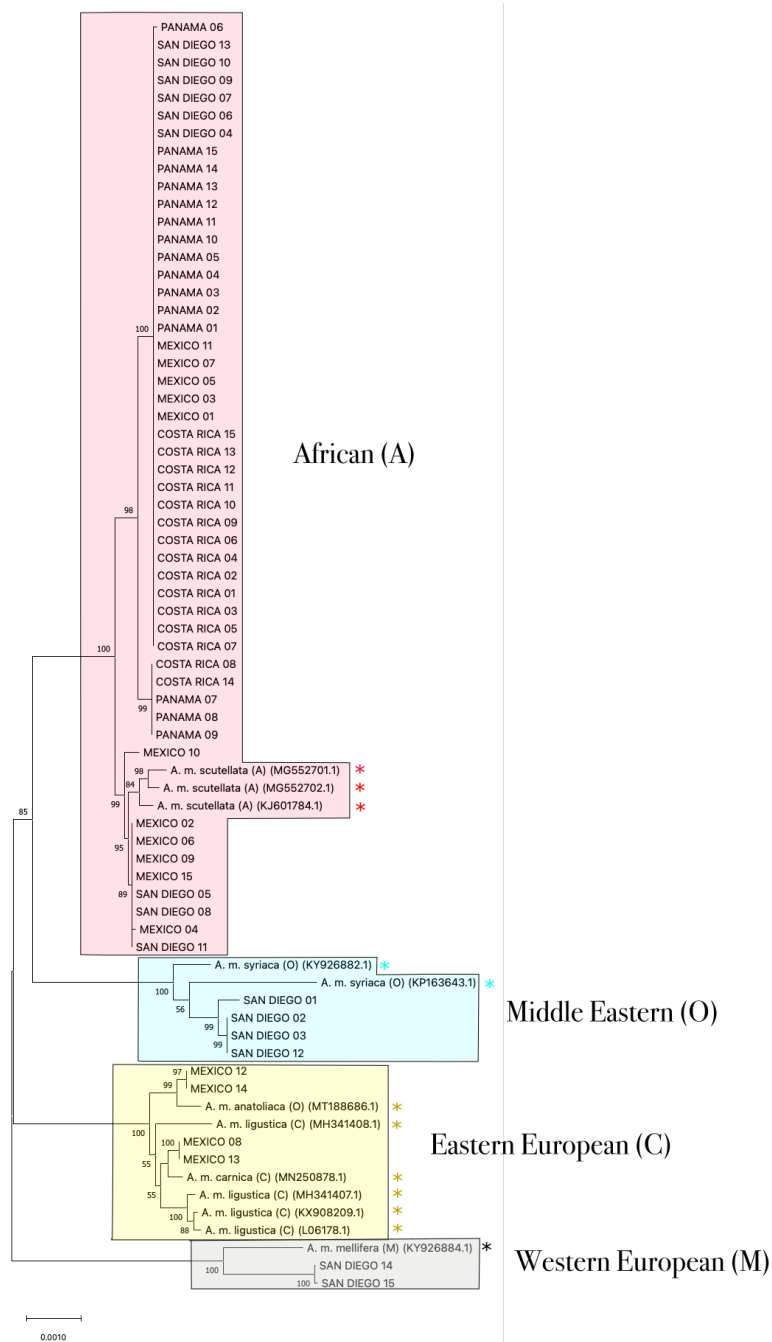 PANAMA 06
SAN DIEGO 13
SAN DIEGO 10
SAN DIEGO 09
SAN DIEGO 07
SAN DIEGO 06
SAN DIEGO 04
PANAMA 15
PANAMA 14
PANAMA 13
PANAMA 12
PANAMA 11
PANAMA 10
PANAMA 05
PANAMA 04
PANAMA 03
PANAMA 02
PANAMA 01
100
MEXICO 11
MEXICO 07
MEXICO 05
MEXICO 03
MEXICO 01
COSTA RICA 15
African (A)
COSTA RICA 13
COSTA RICA 12
COSTA RICA 11
COSTA RICA 10
98
COSTA RICA 09
COSTA RICA 06
COSTA RICA 04
COSTA RICA 02
COSTA RICA 01
COSTA RICA 03
COSTA RICA 05
COSTA RICA 07
100
COSTA RICA 08
COSTA RICA 14
PANAMA 07
99
PANAMA 08
PANAMA 09
MEXICO 10
98 A. m. scutellata (A) (MG552701.1) *
84 A. m. scutellata (A) (MG552702.1) *
99 A. m. scutellata (A) (KJ601784.1) *
85
MEXICO 02
MEXICO 06
95
MEXICO 09
MEXICO 15
89 SAN DIEGO 05
SAN DIEGO 08
MEXICO 04
SAN DIEGO 11
A. m. syriaca (O) (KY926882.1) *
A. m. syriaca (O) (KP163643.1) *
100
56
SAN DIEGO 01
Middle Eastern (O)
99
SAN DIEGO 02
SAN DIEGO 03
99
SAN DIEGO 12
97 MEXICO 12
99 MEXICO 14
A. m. anatoliaca (O) (MT188686.1) *
A. m. ligustica (C) (MH341408.1) *
100
100 MEXICO 08
Eastern European (C)
55
MEXICO 13
A. m. carnica (C) (MN250878.1) *
55
A. m. ligustica (C) (MH341407.1) *
100 A. m. ligustica (C) (KX908209.1) *
88 A. m. ligustica (C) (L06178.1) *
A. m. mellifera (M) (KY926884.1) *
Western European (M)
100
SAN DIEGO 14
100 SAN DIEGO 15
0.0010